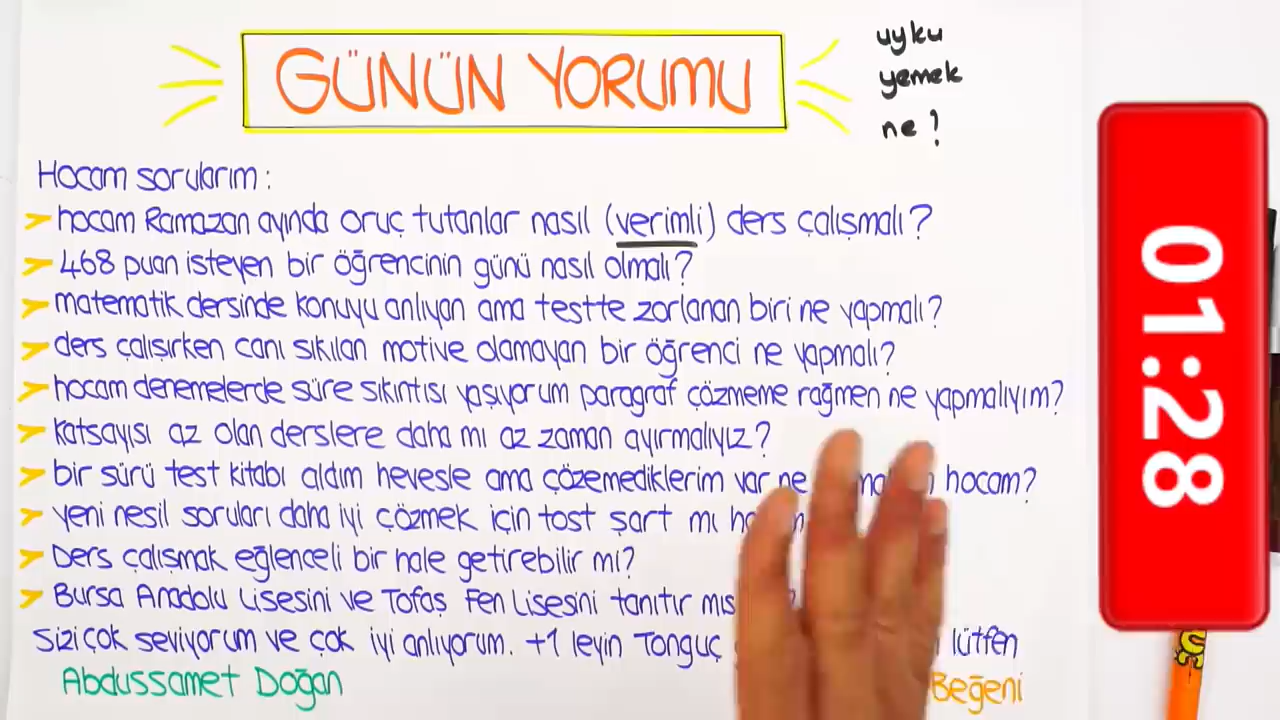 GÜNÜN YORUMU
uyku
yemek
ne?
Hocam sorularım:
➤ hocam Ramazan ayında oruç tutanlar nasıl (verimli) ders çalışmalı?
➤ 468 puan isteyen bir öğrencinin günü nasıl olmalı?
➤ matematik dersinde konuyu anlıyan ama testte zorlanan biri ne yapmalı?
➤ ders çalışırken canı sıkılan motive olamayan bir öğrenci ne yapmalı?
➤ hocam denemelerde süre sıkıntısı yaşıyorum paragraf çözmeme rağmen ne yapmalıyım?
➤ katsayısı az olan derslere daha mı az zaman ayırmalıyız?
➤ bir sürü test kitabı aldım hevesle ama çözemediklerim var ne hocam?
➤ yeni nesil soruları daha iyi çözmek için tost şart mı
➤ Ders çalışmak eğlenceli bir hale getirebilir mi?
➤ Bursa Anadolu Lisesini ve Tofaş Fen Lisesini tanıtır
Sizi çok seviyorum ve çok iyi anlıyorum. +1 leyin Tonguç lütfen
Abdussamet Doğan
Beğeni
01:28